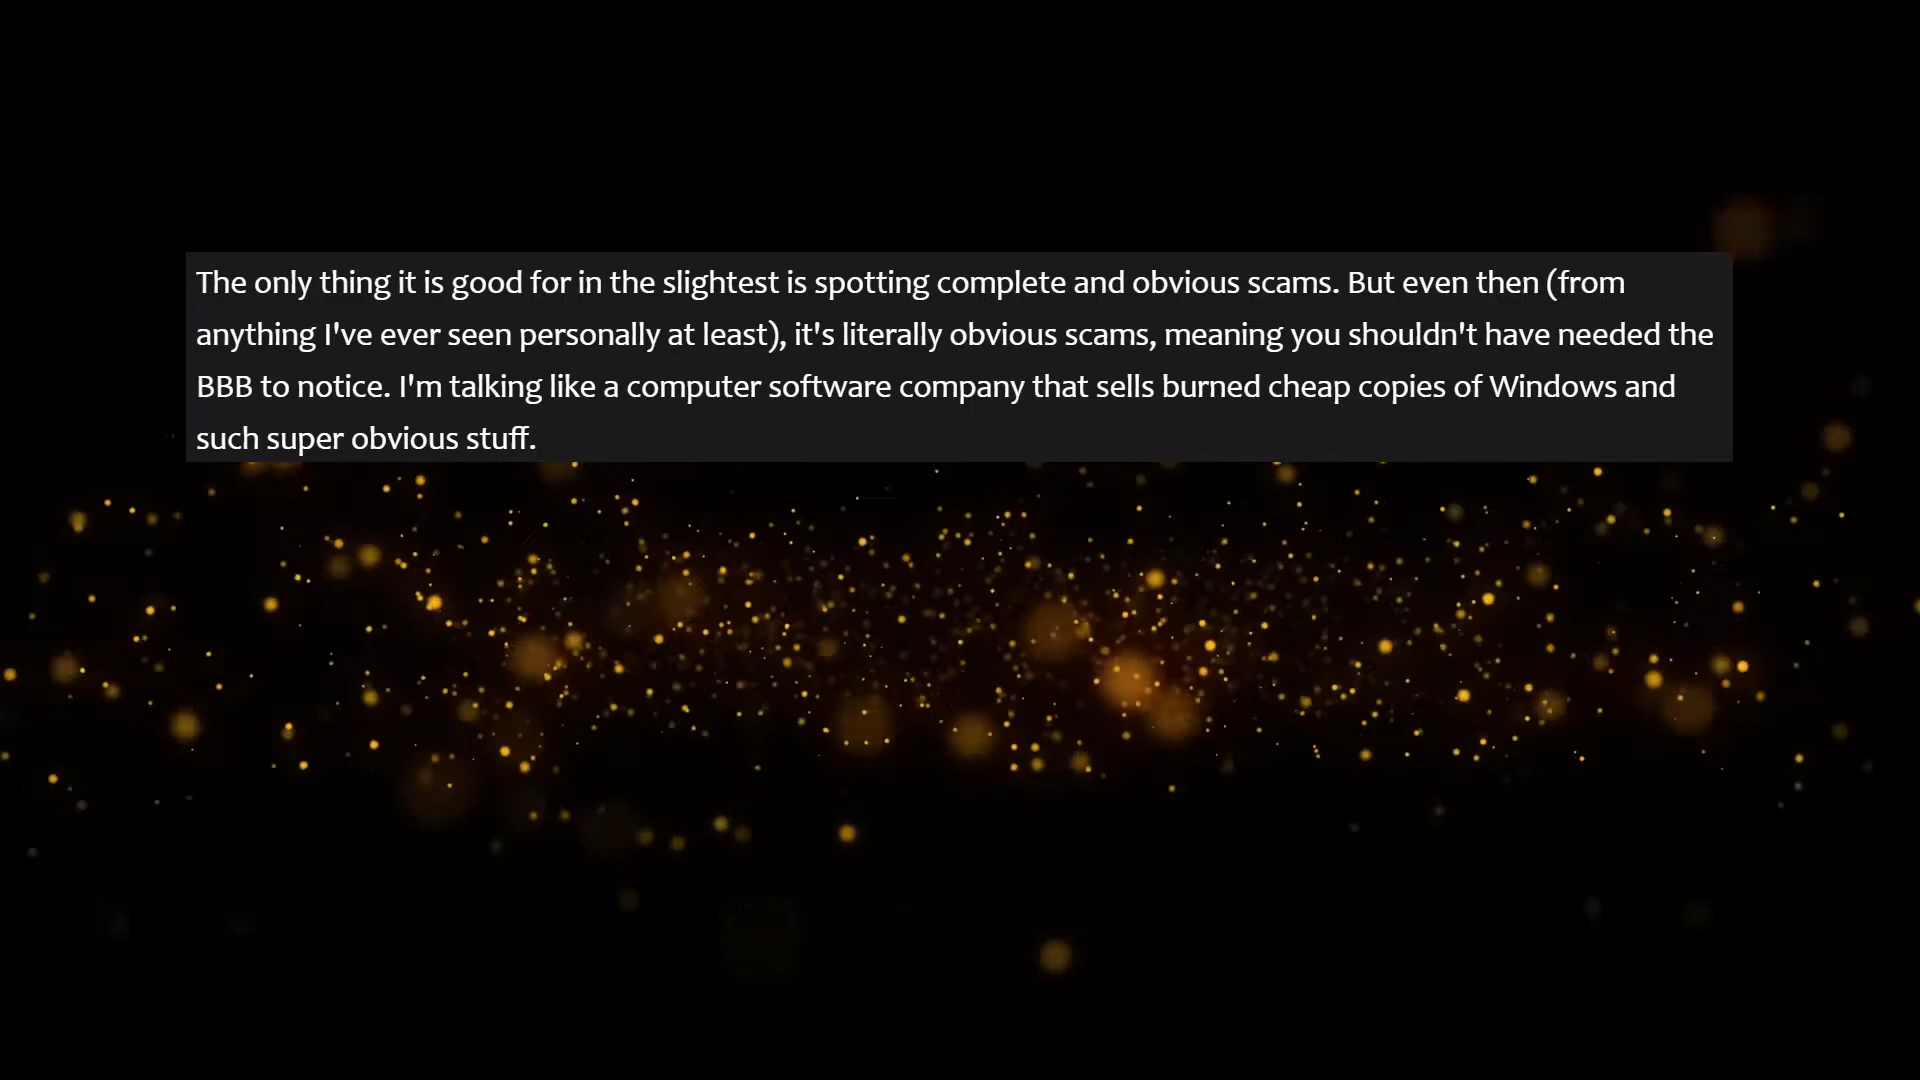 The only thing it is good for in the slightest is spotting complete and obvious scams. But even then (from
anything I've ever seen personally at least), it's literally obvious scams, meaning you shouldn't have needed the
BBB to notice. I'm talking like a computer software company that sells burned cheap copies of Windows and
such super obvious stuff.